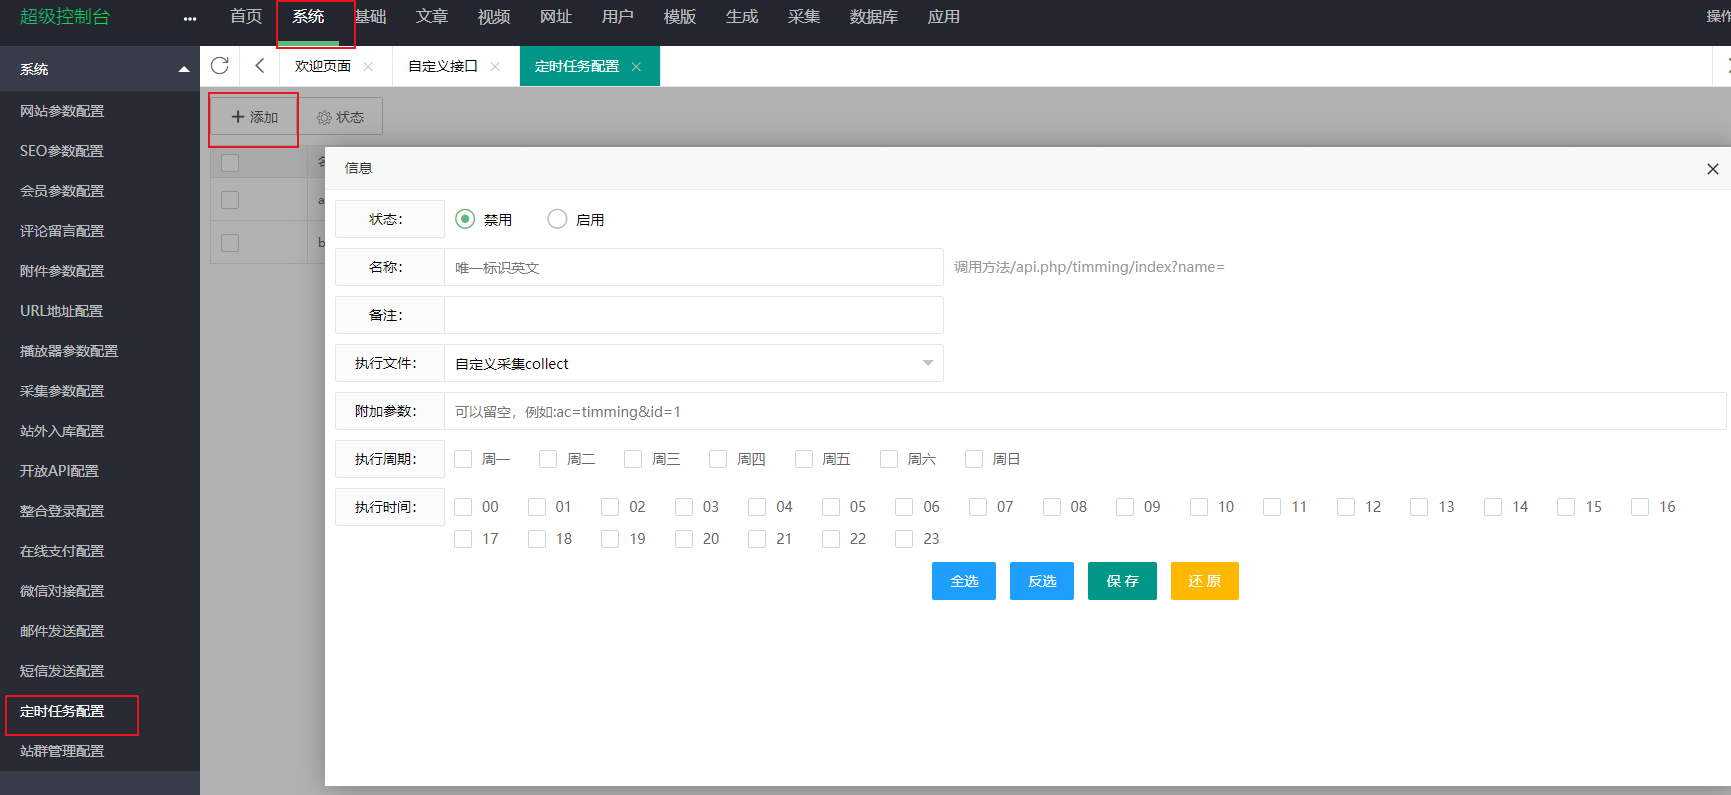 超级控制台
首页 系统 基础 文章 视频 网址 用户 模版 生成 采集 数据库 应用
操作
系统
网站参数配置
SEO参数配置
会员参数配置
评论留言配置
附件参数配置
URL地址配置
播放器参数配置
采集参数配置
站外入库配置
开放API配置
整合登录配置
在线支付配置
微信对接配置
邮件发送配置
短信发送配置
定时任务配置
站群管理配置
欢迎页面 自定义接口 定时任务配置
添加 状态
a
b
信息
状态： 禁用 启用
名称： 唯一标识英文 调用方法/api.php/timming/index?name=
备注：
执行文件： 自定义采集collect
附加参数： 可以留空，例如:ac=timming&id=1
执行周期： 周一 周二 周三 周四 周五 周六 周日
执行时间： 00 01 02 03 04 05 06 07 08 09 10 11 12 13 14 15 16
17 18 19 20 21 22 23
全选 反选 保 存 还 原